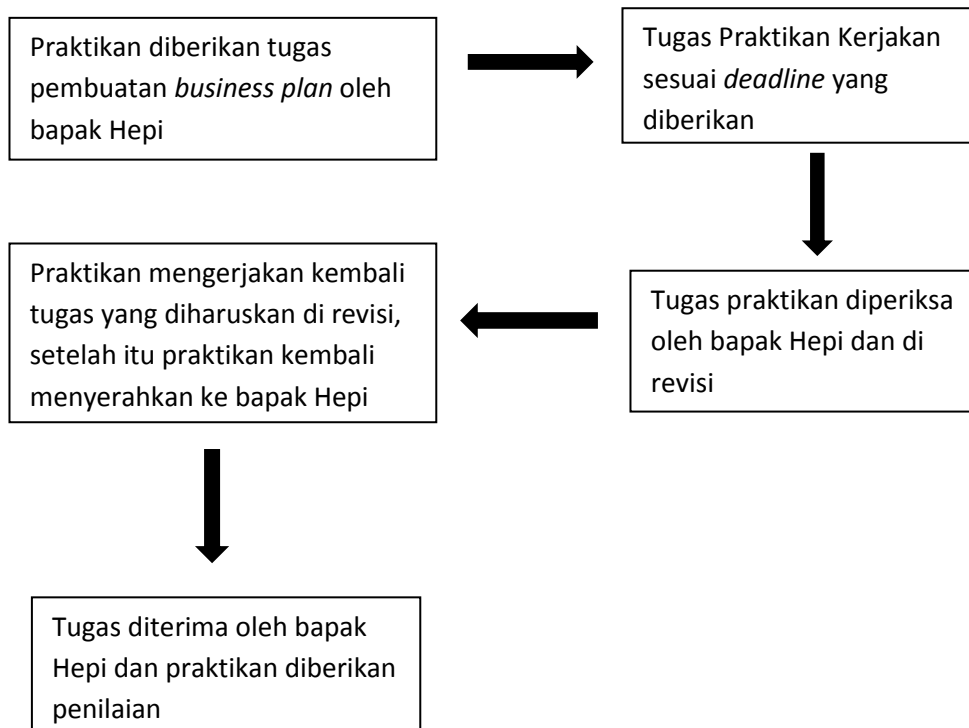 Praktikan diberikan tugas
pembuatan business plan oleh
bapak Hepi
Tugas Praktikan Kerjakan
sesuai deadline yang
diberikan
Tugas praktikan diperiksa
oleh bapak Hepi dan di
revisi
Praktikan mengerjakan kembali
tugas yang diharuskan di revisi,
setelah itu praktikan kembali
menyerahkan ke bapak Hepi
Tugas diterima oleh bapak
Hepi dan praktikan diberikan
penilaian